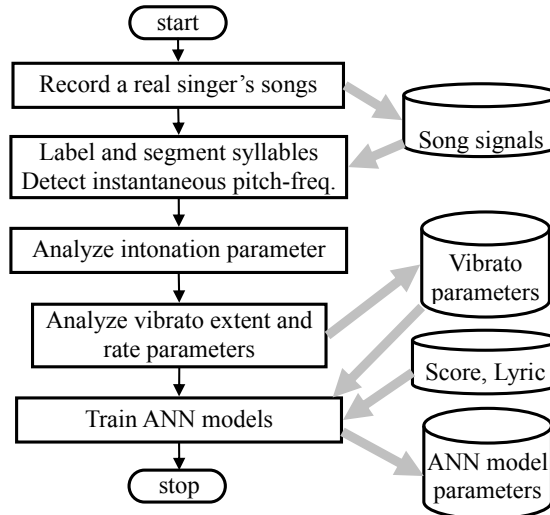 start
Record a real singer's songs
Song signals
Label and segment syllables
Detect instantaneous pitch-freq.
Analyze intonation parameter
Vibrato
parameters
Analyze vibrato extent and
rate parameters
Score, Lyric
Train ANN models
ANN model
parameters
stop